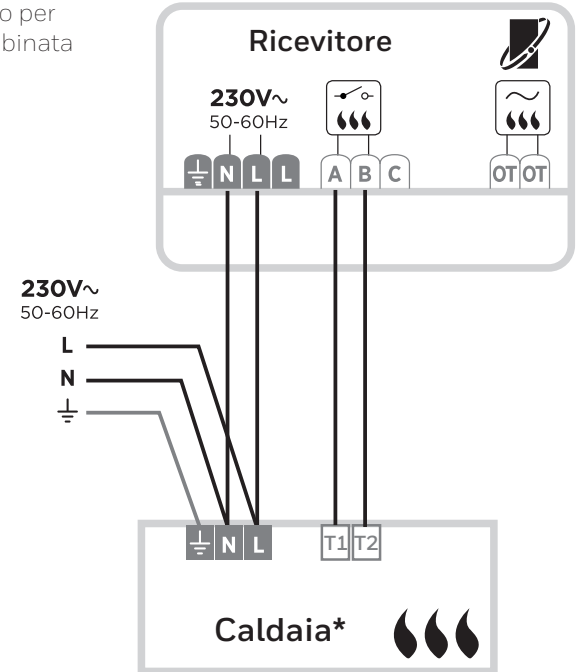 o per
binata
Ricevitore
230V~
50-60Hz
N L L A B C OT OT
230V~
50-60Hz
L
N
N L T1 T2
Caldaia*